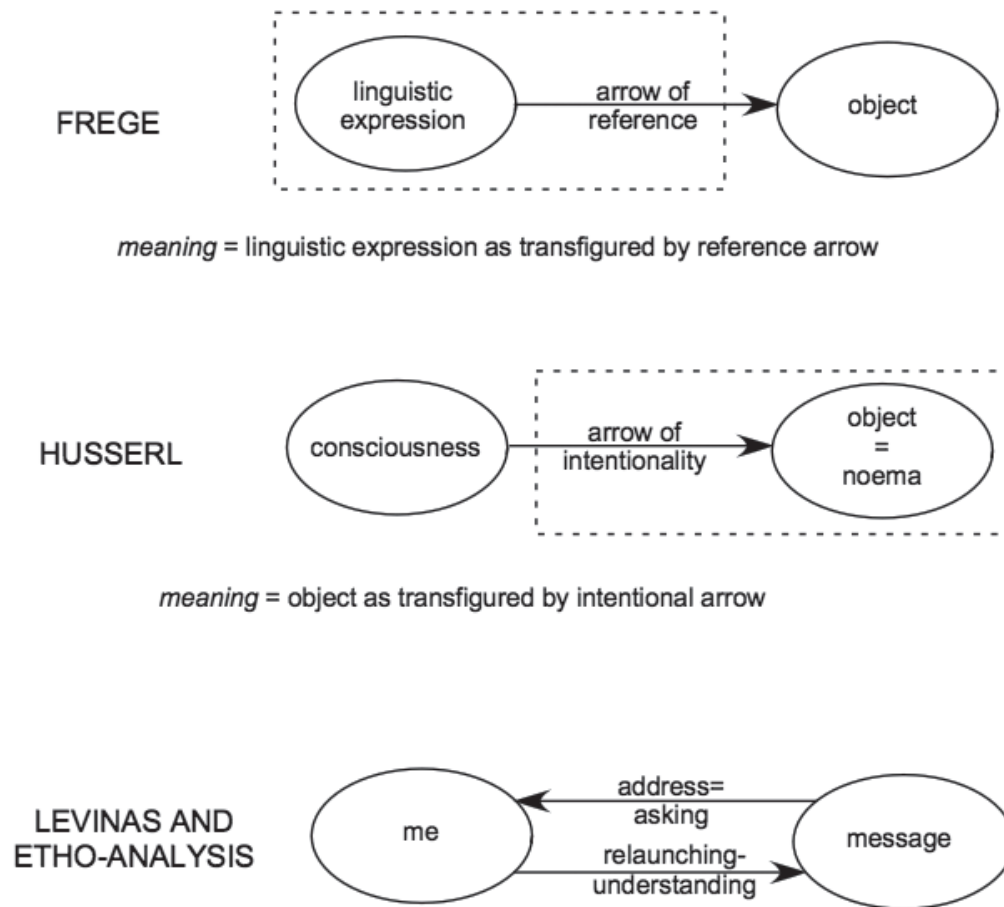 FREGE
linguistic
expression
arrow of
reference
object
meaning = linguistic expression as transfigured by reference arrow
HUSSERL
consciousness
arrow of
intentionality
object
=
noema
meaning = object as transfigured by intentional arrow
LEVINAS AND
ETHO-ANALYSIS
me
address=
asking
relaunching-
understanding
message